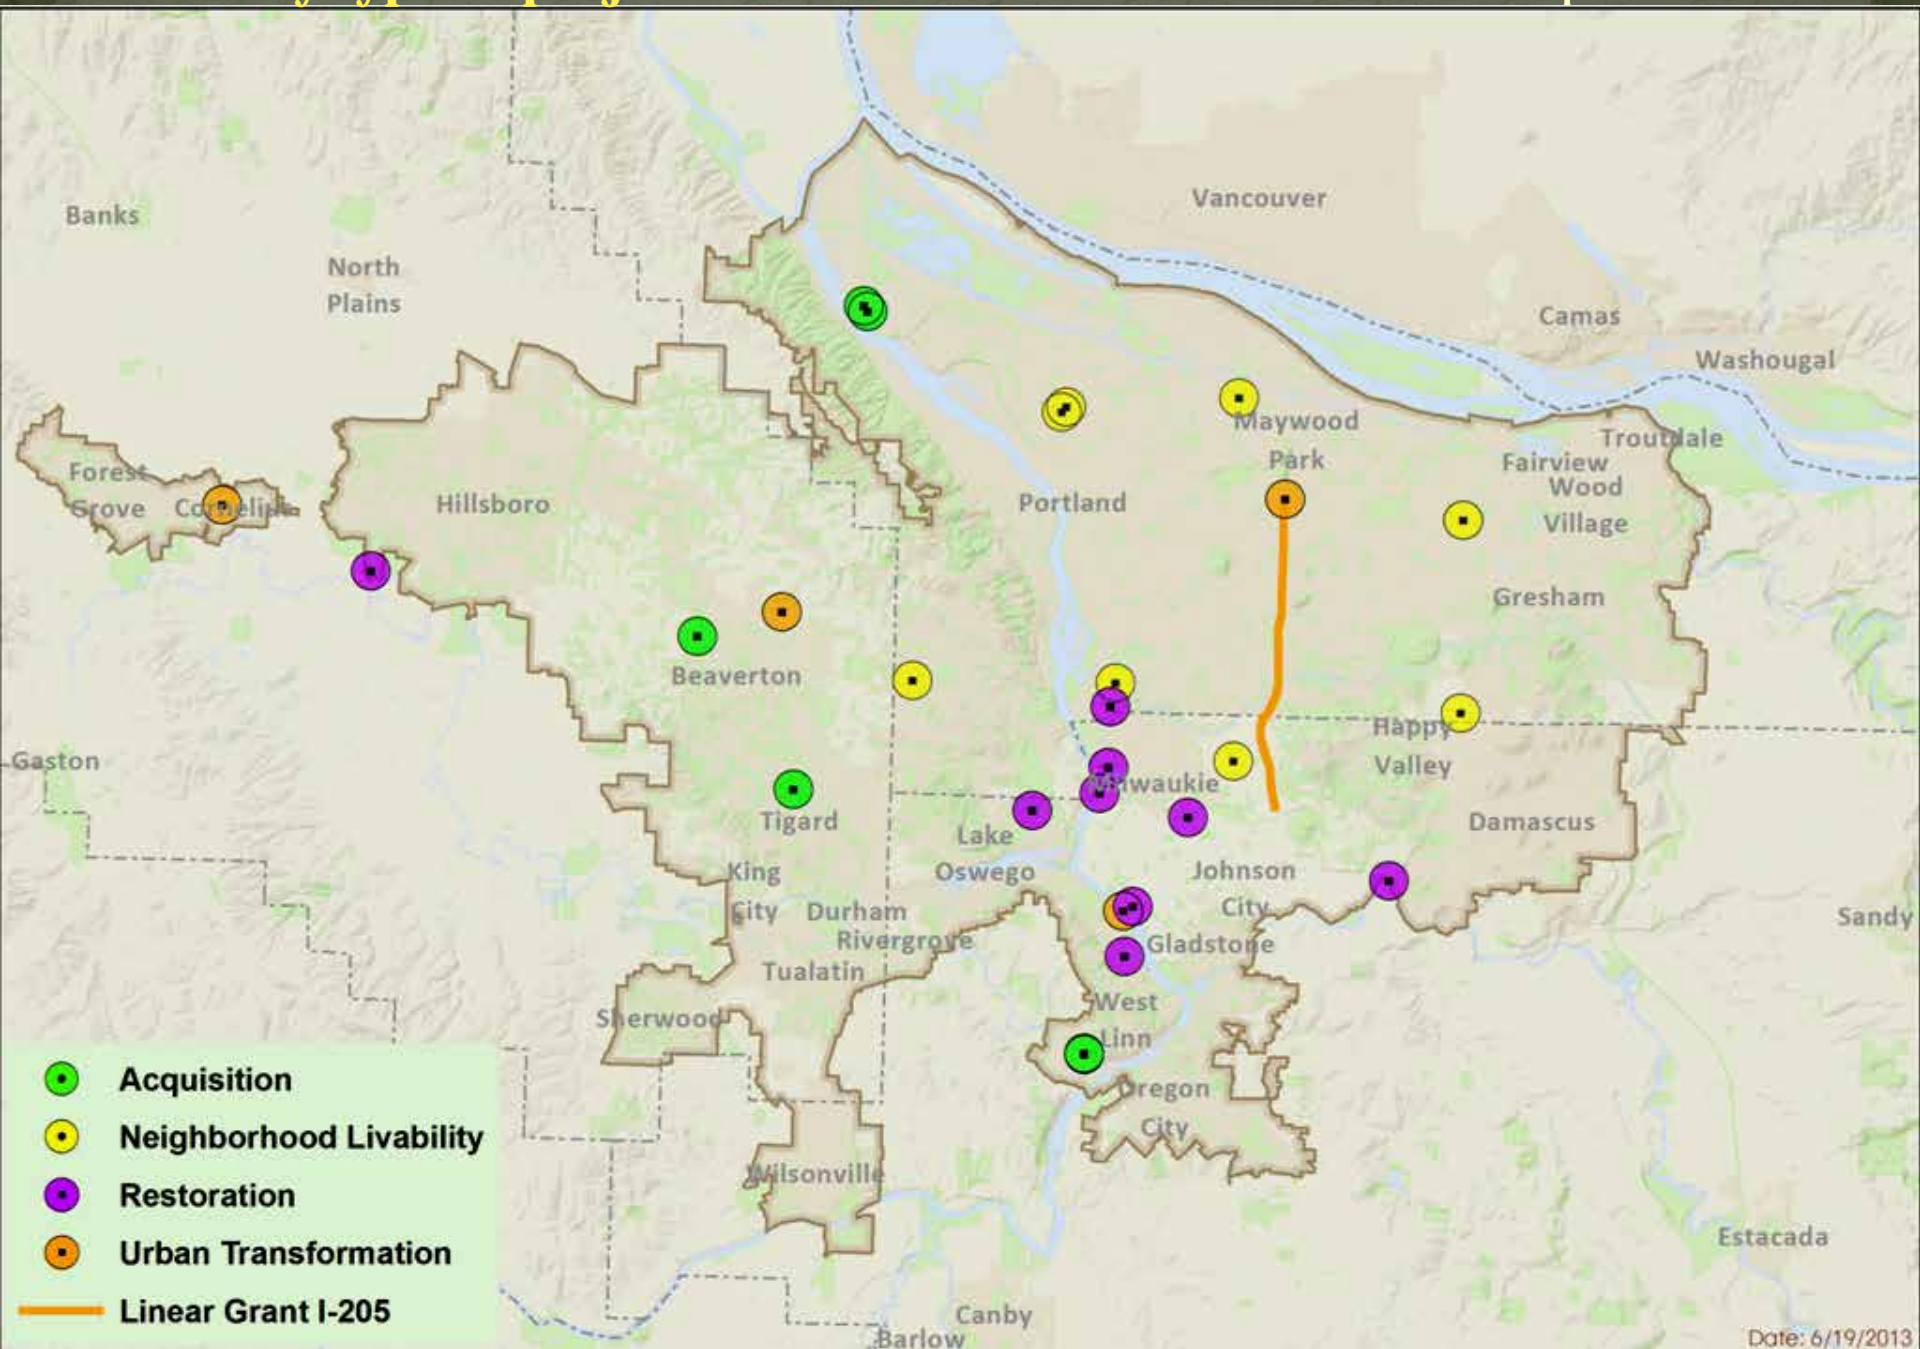 Vancouver
Banks
North
Plains
Camas
Washougal
Maywood
Park
Troutdale
Fairview
Wood
Village
Forest
Grove
Cornelius
Hillsboro
Portland
Gresham
Beaverton
Happy
Valley
Gaston
Milwaukie
Tigard
Lake
Oswego
Damascus
King
City
Durham
Rivergrove
Tualatin
Johnson
City
Gladstone
Sandy
Sherwood
West
Linn
Oregon
City
Wilsonville
Estacada
Canby
Barlow
Acquisition
Neighborhood Livability
Restoration
Urban Transformation
Linear Grant I-205
Date: 6/19/2013